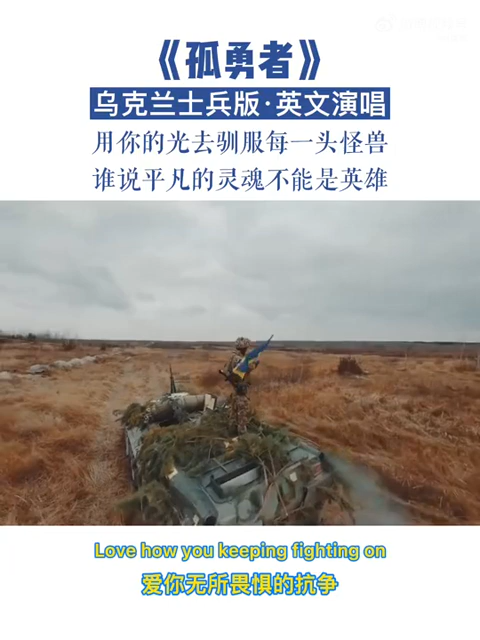 《孤勇者》
乌克兰士兵版·英文演唱
用你的光去驯服每一头怪兽
谁说平凡的灵魂不能是英雄
Love how you keeping fighting on
爱你无所畏惧的抗争